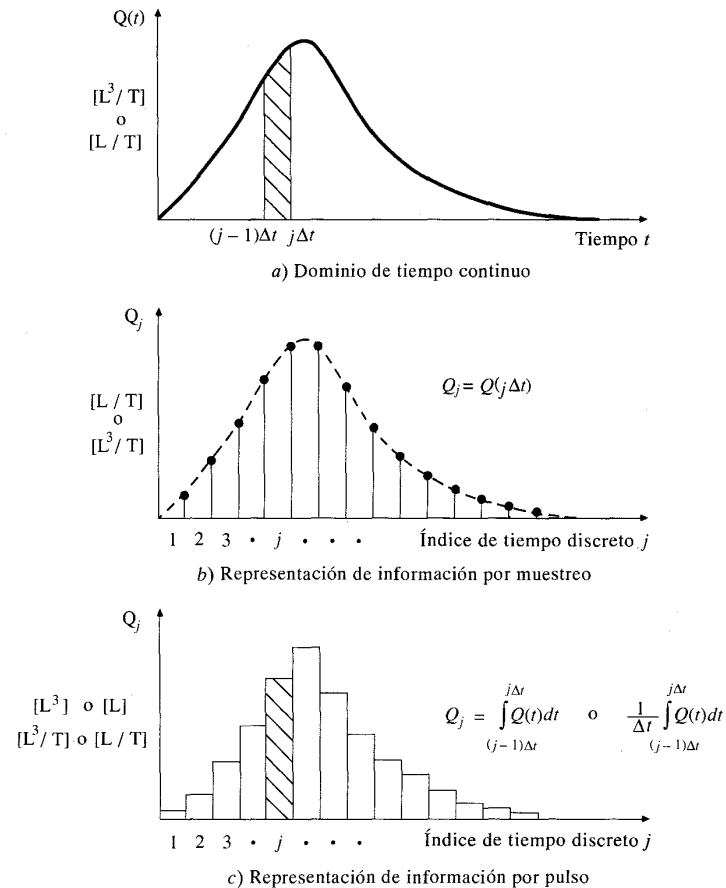 Q(t)
[L³/ T]
o
[L / T]
(j − 1)Δt jΔt
Tiempo t
a) Dominio de tiempo continuo
Qj
[L / T]
o
[L³/ T]
Qj = Q(jΔt)
1 2 3 · j · · · Índice de tiempo discreto j
b) Representación de información por muestreo
Qj
[L³] o [L]
[L³/ T] o [L / T]
Qj = ∫_{(j − 1)Δt}^{jΔt} Q(t)dt o 1/Δt ∫_{(j − 1)Δt}^{jΔt} Q(t)dt
1 2 3 · j · · · Índice de tiempo discreto j
c) Representación de información por pulso